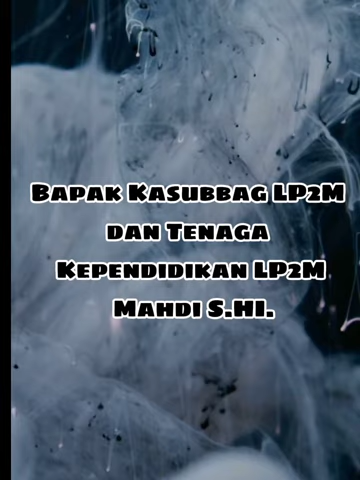 Bapak Kasubbag LP2M
dan Tenaga
Kependidikan LP2M
Mahdi S.HI.